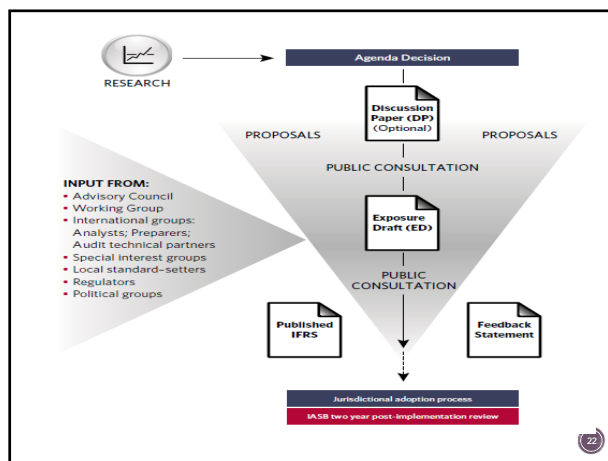 RESEARCH
Agenda Decision
Discussion
Paper (DP)
(Optional)
PROPOSALS
PROPOSALS
PUBLIC CONSULTATION
INPUT FROM:
• Advisory Council
• Working Group
• International groups:
Analysts; Preparers;
Audit technical partners
• Special interest groups
• Local standard-setters
• Regulators
• Political groups
Exposure
Draft (ED)
PUBLIC
CONSULTATION
Published
IFRS
Feedback
Statement
Jurisdictional adoption process
IASB two year post-implementation review
22